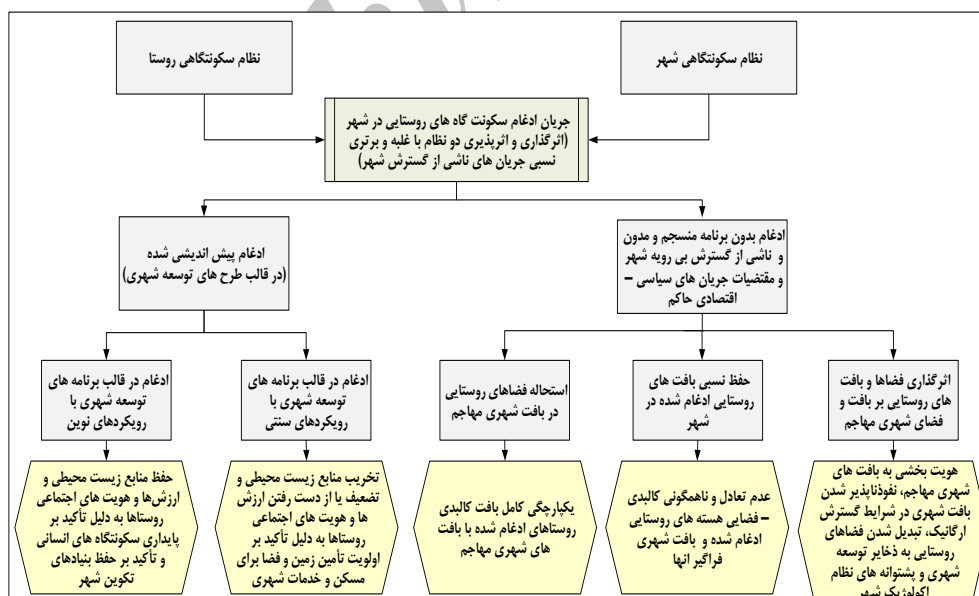 نظام سکونتگاهی شهر
نظام سکونتگاهی روستا
جریان ادغام سکونت گاه های روستایی در شهر
(اثرگذاری و اثرپذیری دو نظام با غلبه و برتری
نسبی جریان های ناشی از گسترش شهر)
ادغام بدون برنامه منسجم و مدون
و ناشی از گسترش بی رویه شهر
و مقتضیات جریان های سیاسی –
اقتصادی حاکم
ادغام پیش اندیشی شده
(در قالب طرح های توسعه شهری)
اثرگذاری فضاها و بافت
های روستایی بر بافت و
فضای شهری مهاجم
حفظ نسبی بافت های
روستایی ادغام شده در
شهر
استحاله فضاهای روستایی
در بافت شهری مهاجم
ادغام در قالب برنامه های
توسعه شهری با
رویکردهای سنتی
ادغام در قالب برنامه های
توسعه شهری با
رویکردهای نوین
هویت بخشی به بافت های
شهری مهاجم، نفوذناپذیر شدن
بافت شهری در شرایط گسترش
ارگانیک، تبدیل شدن فضاهای
روستایی به ذخایر توسعه
شهری و پشتوانه های نظام
اکولوژیک شهر
عدم تعادل و ناهمگونی کالبدی
– فضایی هسته های روستایی
ادغام شده و بافت شهری
فراگیر انها
یکپارچگی کامل بافت کالبدی
روستاهای ادغام شده با بافت
های شهری مهاجم
تخریب منابع زیست محیطی و
تضعیف یا از دست رفتن ارزش
ها و هویت های اجتماعی
روستاها به دلیل تأکید بر
اولویت تأمین زمین و فضا برای
مسکن و خدمات شهری
حفظ منابع زیست محیطی و
ارزش‌ها و هویت های اجتماعی
روستاها به دلیل تأکید بر
پایداری سکونتگاه های انسانی
و تأکید بر حفظ بنیادهای
تکوین شهر